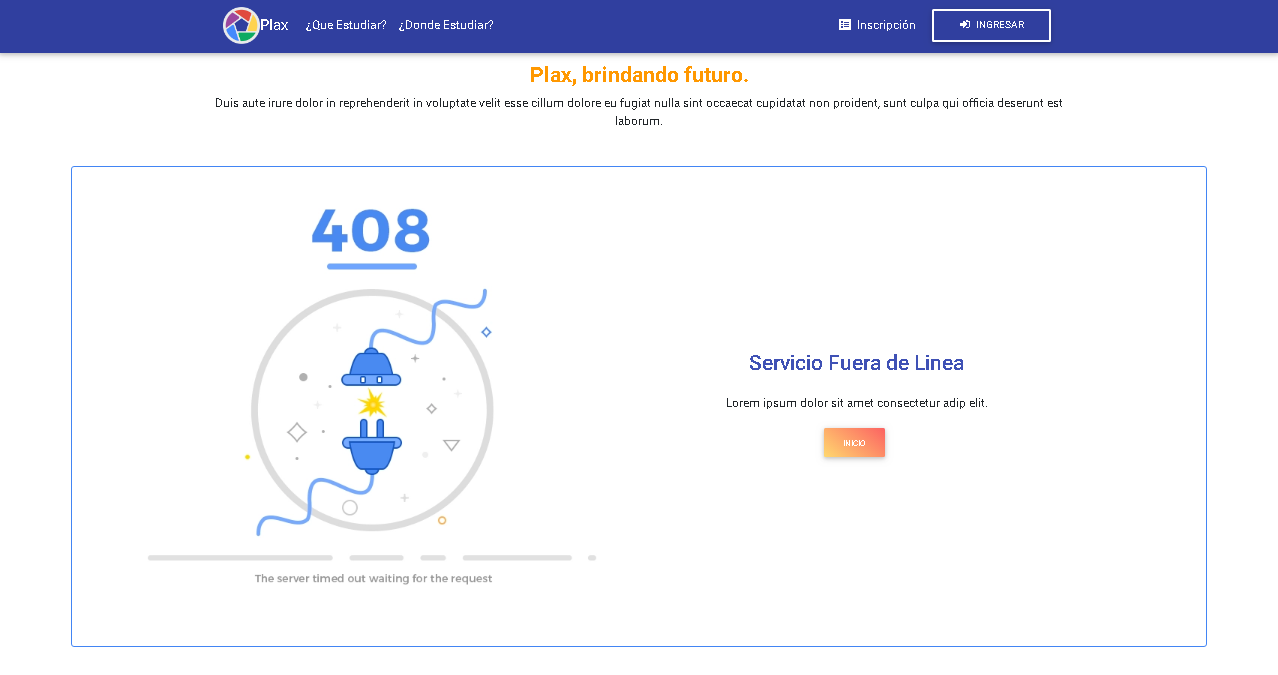 Plax ¿Que Estudiar? ¿Donde Estudiar? Inscripción INGRESAR
Plax, brindando futuro.
Duis aute irure dolor in reprehenderit in voluptate velit esse cillum dolore eu fugiat nulla sint occaecat cupidatat non proident, sunt culpa qui officia deserunt est
laborum.
408
The server timed out waiting for the request
Servicio Fuera de Linea
Lorem ipsum dolor sit amet consectetur adip elit.
INICIO